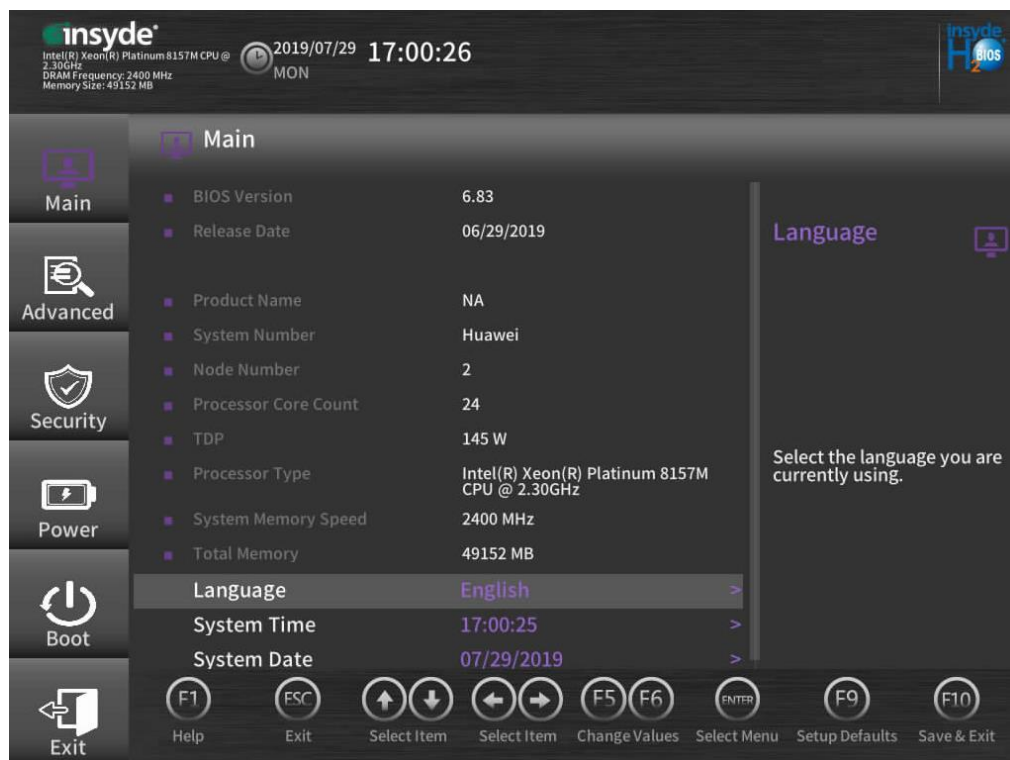 insyde
Intel(R) Xeon(R) Platinum 8157M CPU @
2.30GHz
DRAM Frequency: 2400 MHz
Memory Size: 49152 MB
2019/07/29 17:00:26
MON
insyde
H2O BIOS
Main
Advanced
Security
Power
Boot
Exit
Main
BIOS Version 6.83
Release Date 06/29/2019
Product Name NA
System Number Huawei
Node Number 2
Processor Core Count 24
TDP 145 W
Processor Type Intel(R) Xeon(R) Platinum 8157M
CPU @ 2.30GHz
System Memory Speed 2400 MHz
Total Memory 49152 MB
Language English >
System Time 17:00:25 >
System Date 07/29/2019 >
Language
Select the language you are
currently using.
F1 ESC F5 F6 ENTER F9 F10
Help Exit Select Item Select Item Change Values Select Menu Setup Defaults Save & Exit